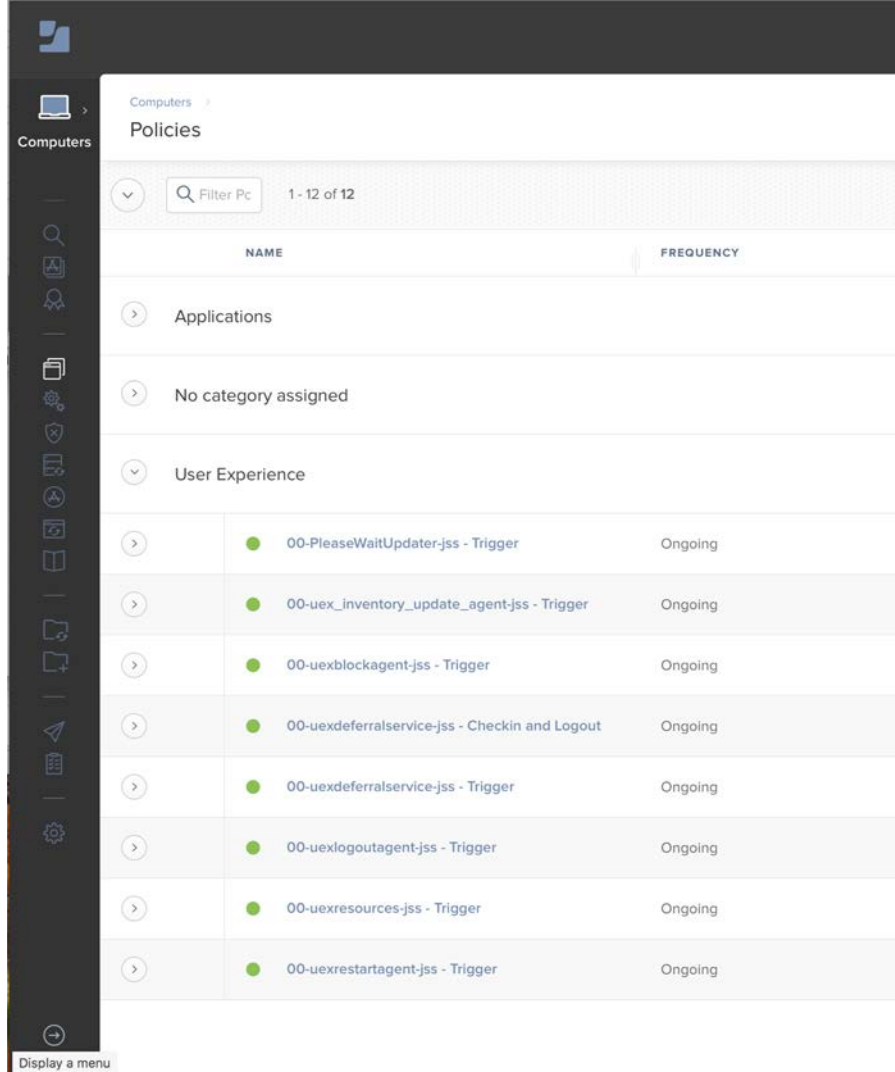 Computers
Computers
Policies
Filter Pc
1 - 12 of 12
NAME
FREQUENCY
Applications
No category assigned
User Experience
00-PleaseWaitUpdater-jss - Trigger
Ongoing
00-uex_inventory_update_agent-jss - Trigger
Ongoing
00-uexblockagent-jss - Trigger
Ongoing
00-uexdeferralservice-jss - Checkin and Logout
Ongoing
00-uexdeferralservice-jss - Trigger
Ongoing
00-uexlogoutagent-jss - Trigger
Ongoing
00-uexresources-jss - Trigger
Ongoing
00-uexrestartagent-jss - Trigger
Ongoing
Display a menu